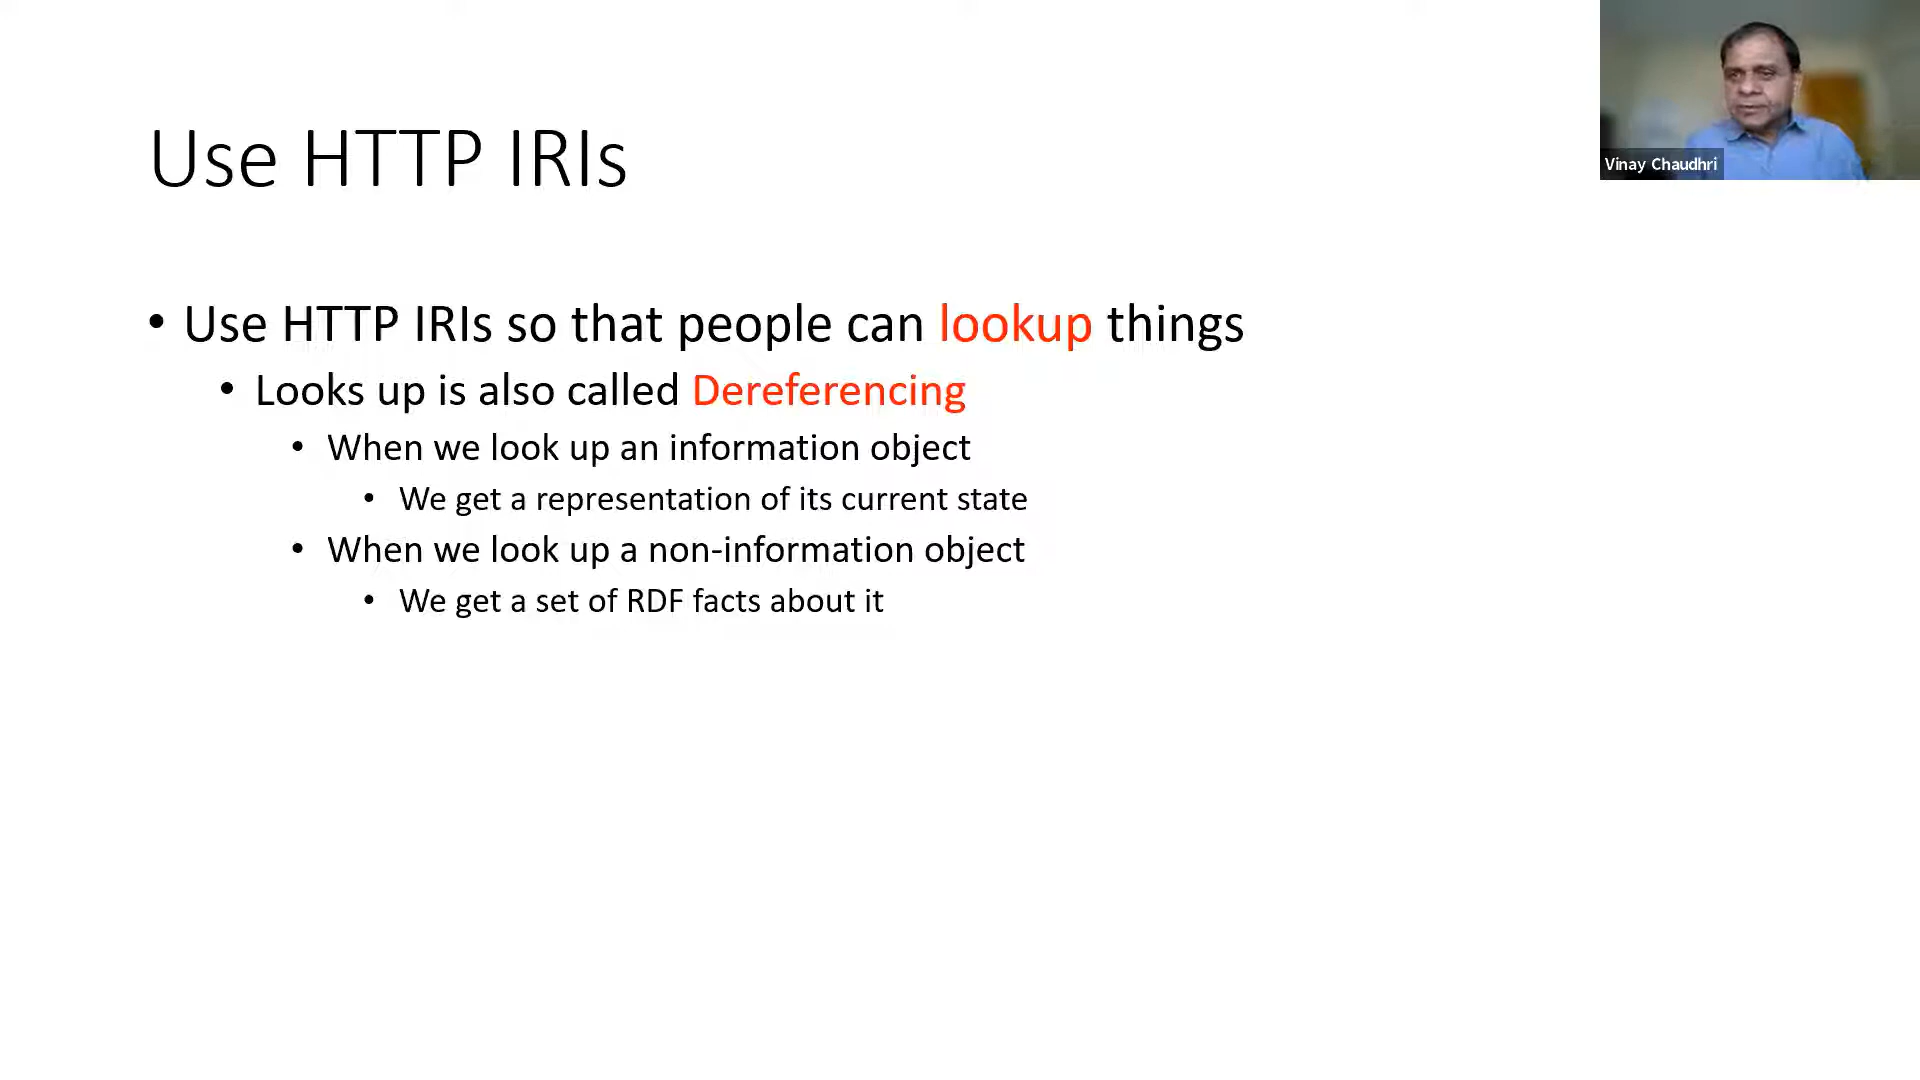 Use HTTP IRIs
Vinay Chaudhri
• Use HTTP IRIs so that people can lookup things
• Looks up is also called Dereferencing
• When we look up an information object
• We get a representation of its current state
• When we look up a non-information object
• We get a set of RDF facts about it